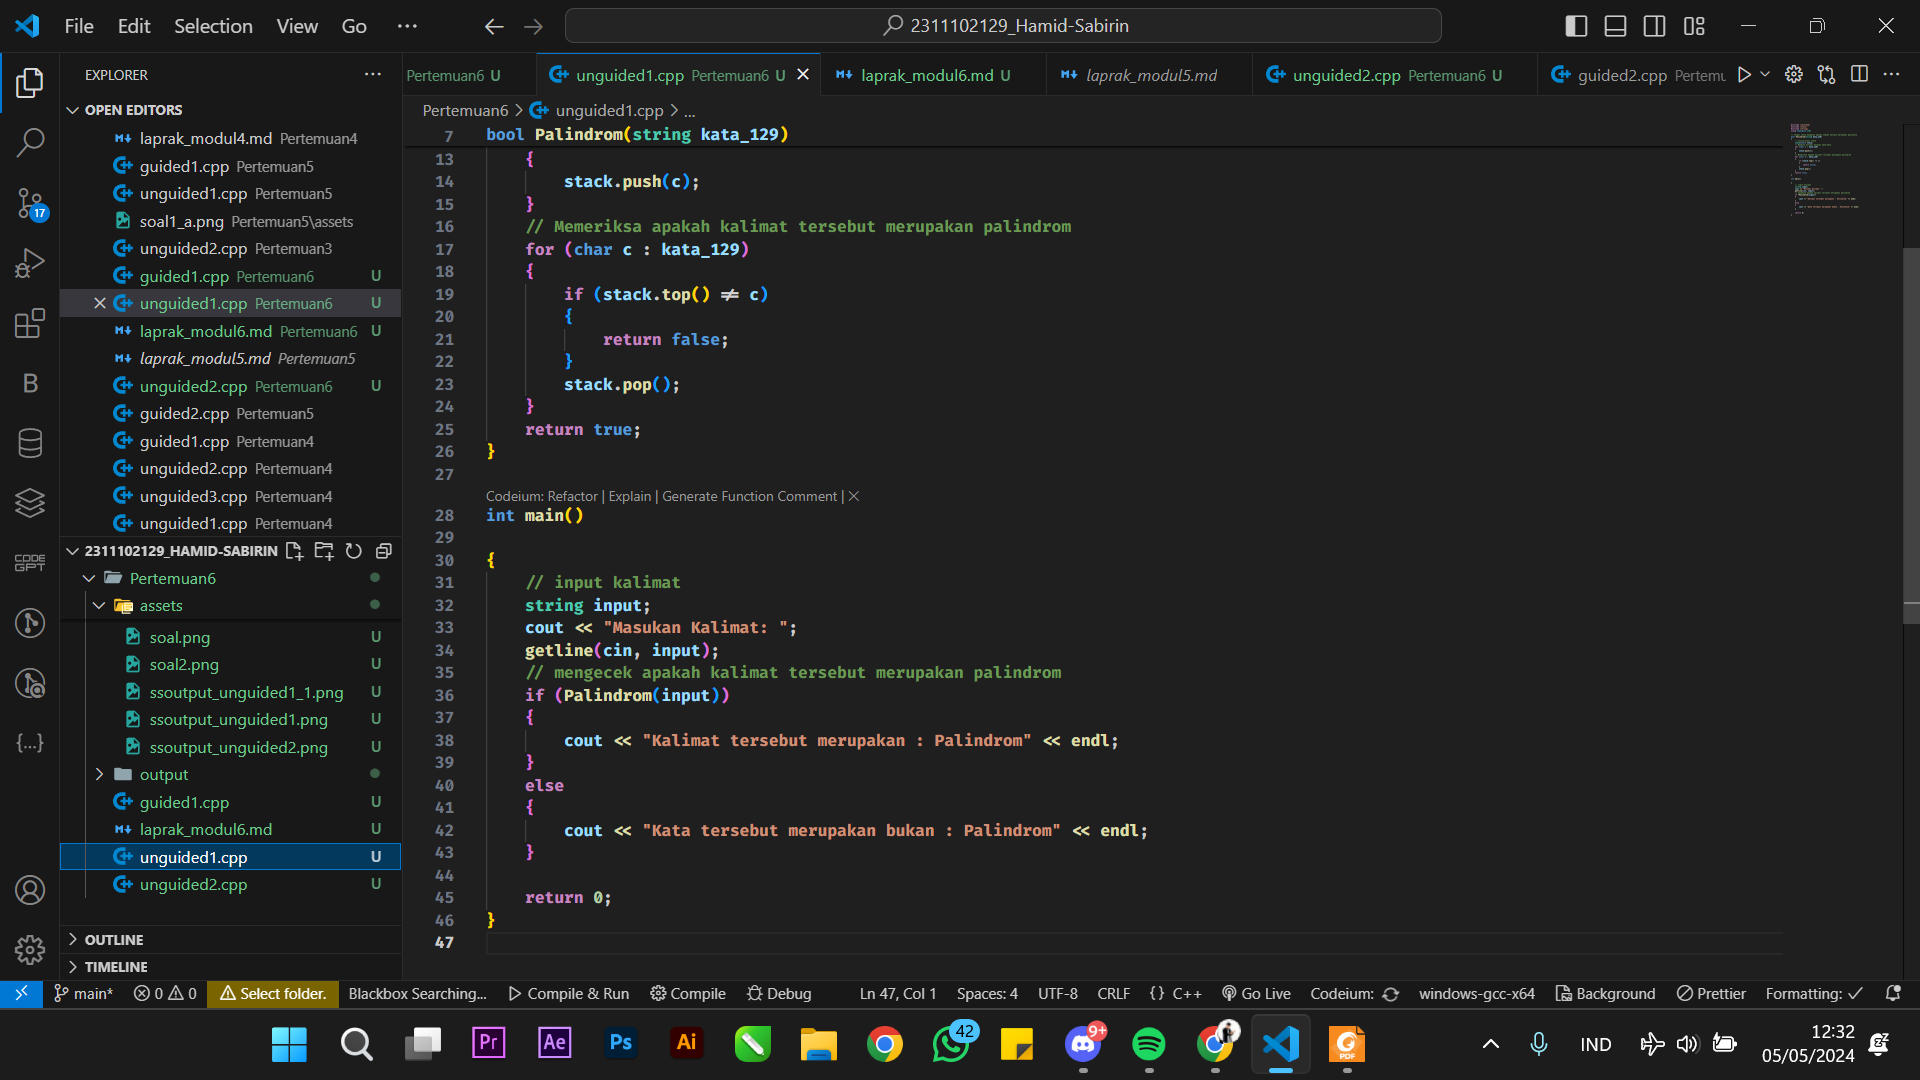 File Edit Selection View Go ···
2311102129_Hamid-Sabirin
EXPLORER
OPEN EDITORS
laprak_modul4.md Pertemuan4
guided1.cpp Pertemuan5
unguided1.cpp Pertemuan5
soal1_a.png Pertemuan5\assets
unguided2.cpp Pertemuan3
guided1.cpp Pertemuan6 U
unguided1.cpp Pertemuan6 U
laprak_modul6.md Pertemuan6 U
laprak_modul5.md Pertemuan5
unguided2.cpp Pertemuan6 U
guided2.cpp Pertemuan5
guided1.cpp Pertemuan4
unguided2.cpp Pertemuan4
unguided3.cpp Pertemuan4
unguided1.cpp Pertemuan4
2311102129_HAMID-SABIRIN
Pertemuan6
assets
soal.png U
soal2.png U
ssoutput_unguided1_1.png U
ssoutput_unguided1.png U
ssoutput_unguided2.png U
output
guided1.cpp U
laprak_modul6.md U
unguided1.cpp U
unguided2.cpp U
OUTLINE
TIMELINE
17
B
CODE
GPT
{...}
Pertemuan6 U
unguided1.cpp Pertemuan6 U
laprak_modul6.md U
laprak_modul5.md
unguided2.cpp Pertemuan6 U
guided2.cpp Pertemu
Pertemuan6 > unguided1.cpp > ...
7 bool Palindrom(string kata_129)
13 {
14 stack.push(c);
15 }
16 // Memeriksa apakah kalimat tersebut merupakan palindrom
17 for (char c : kata_129)
18 {
19 if (stack.top() != c)
20 {
21 return false;
22 }
23 stack.pop();
24 }
25 return true;
26 }
27
Codeium: Refactor | Explain | Generate Function Comment | ×
28 int main()
29
30 {
31 // input kalimat
32 string input;
33 cout << "Masukan Kalimat: ";
34 getline(cin, input);
35 // mengecek apakah kalimat tersebut merupakan palindrom
36 if (Palindrom(input))
37 {
38 cout << "Kalimat tersebut merupakan : Palindrom" << endl;
39 }
40 else
41 {
42 cout << "Kata tersebut merupakan bukan : Palindrom" << endl;
43 }
44
45 return 0;
46 }
47
main* 0 0 Select folder. Blackbox Searching... Compile & Run Compile Debug Ln 47, Col 1 Spaces: 4 UTF-8 CRLF {} C++ Go Live Codeium: windows-gcc-x64 Background Prettier Formatting: ✓
Pr Ae Ps Ai 42 9+ PDF IND
12:32
05/05/2024